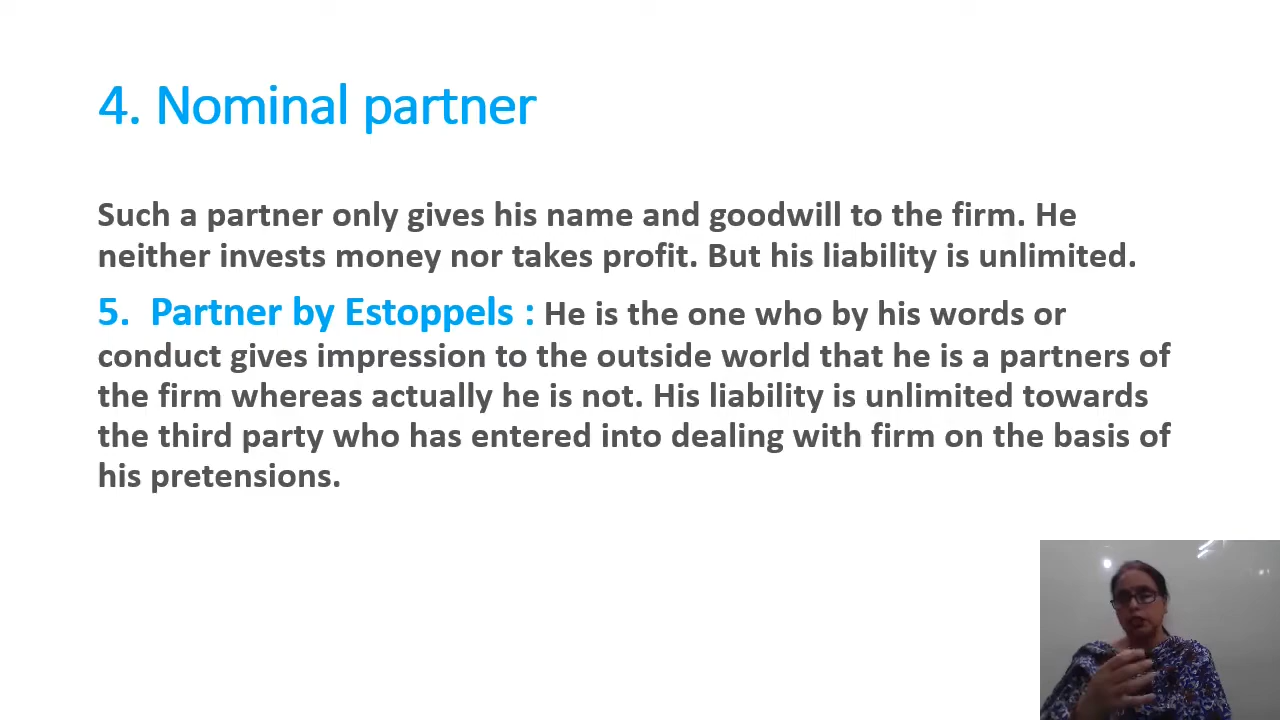 4. Nominal partner
Such a partner only gives his name and goodwill to the firm. He
neither invests money nor takes profit. But his liability is unlimited.
5. Partner by Estoppels : He is the one who by his words or
conduct gives impression to the outside world that he is a partners of
the firm whereas actually he is not. His liability is unlimited towards
the third party who has entered into dealing with firm on the basis of
his pretensions.